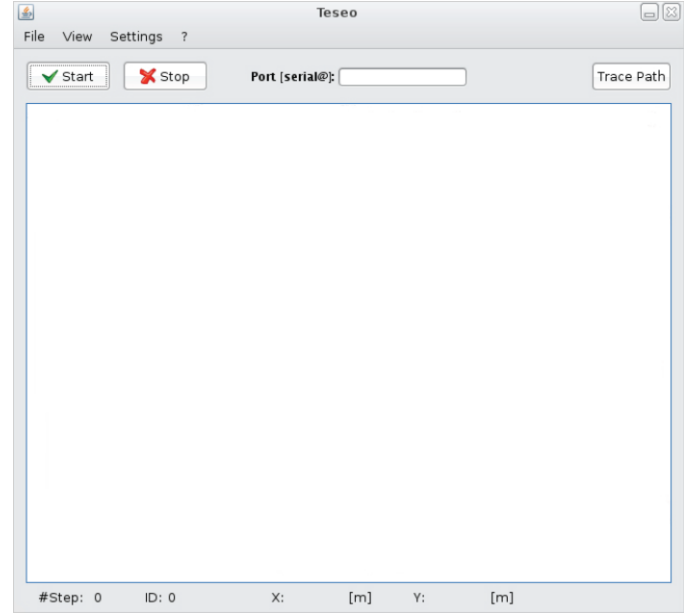 Teseo
File View Settings ?
Start Stop Port [serial@]: Trace Path
#Step: 0 ID: 0 X: [m] Y: [m]